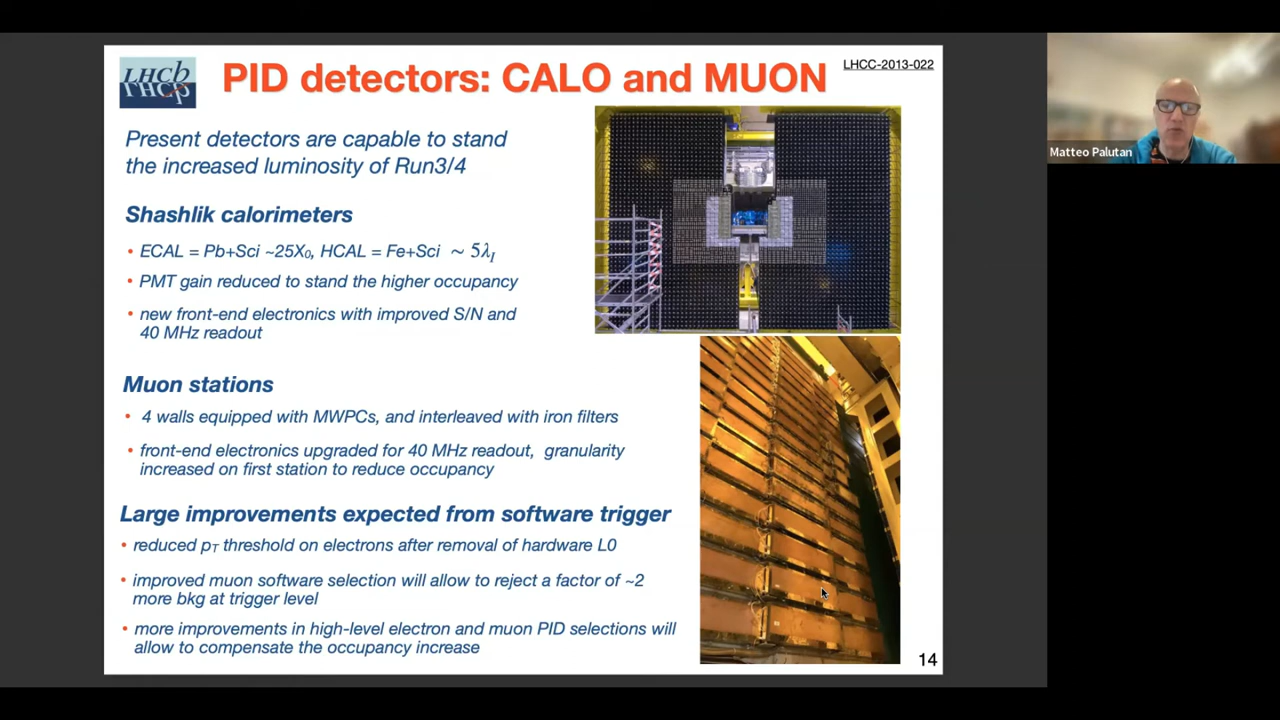 LHCb
LHCp
PID detectors: CALO and MUON
LHCC-2013-022
Present detectors are capable to stand
the increased luminosity of Run3/4
Shashlik calorimeters
• ECAL = Pb+Sci ~25X₀, HCAL = Fe+Sci ~ 5λ_I
• PMT gain reduced to stand the higher occupancy
• new front-end electronics with improved S/N and
40 MHz readout
Muon stations
• 4 walls equipped with MWPCs, and interleaved with iron filters
• front-end electronics upgraded for 40 MHz readout, granularity
increased on first station to reduce occupancy
Large improvements expected from software trigger
• reduced p_T threshold on electrons after removal of hardware L0
• improved muon software selection will allow to reject a factor of ~2
more bkg at trigger level
• more improvements in high-level electron and muon PID selections will
allow to compensate the occupancy increase
14
Matteo Palutan